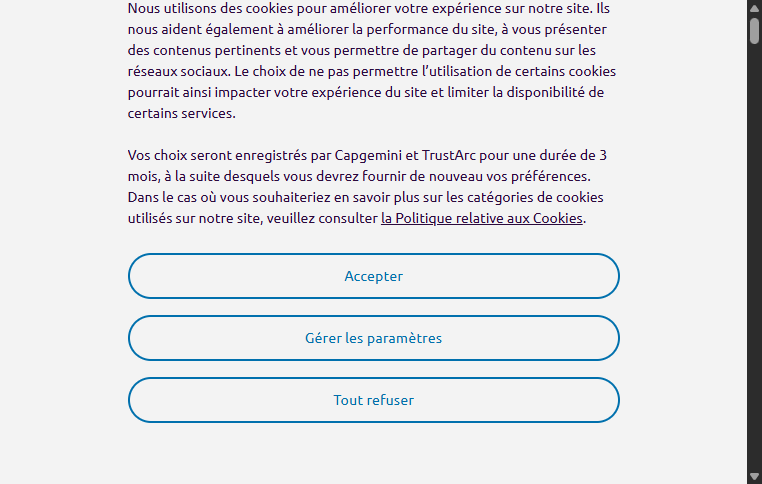 Nous utilisons des cookies pour améliorer votre expérience sur notre site. Ils
nous aident également à améliorer la performance du site, à vous présenter
des contenus pertinents et vous permettre de partager du contenu sur les
réseaux sociaux. Le choix de ne pas permettre l’utilisation de certains cookies
pourrait ainsi impacter votre expérience du site et limiter la disponibilité de
certains services.
Vos choix seront enregistrés par Capgemini et TrustArc pour une durée de 3
mois, à la suite desquels vous devrez fournir de nouveau vos préférences.
Dans le cas où vous souhaiteriez en savoir plus sur les catégories de cookies
utilisés sur notre site, veuillez consulter la Politique relative aux Cookies.
Accepter
Gérer les paramètres
Tout refuser